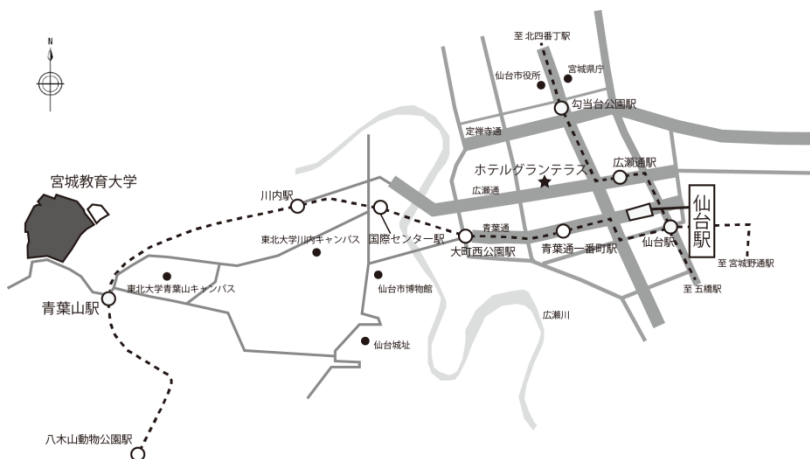 N
至 北四番丁駅
仙台市役所
宮城県庁
勾当台公園駅
定禅寺通
ホテルグランテラス
広瀬通駅
宮城教育大学
川内駅
広瀬通
仙台駅
青葉通
国際センター駅
仙台駅
東北大学川内キャンパス
大町西公園駅
青葉通一番町駅
至 宮城野通駅
東北大学青葉山キャンパス
仙台市博物館
至 五橋駅
青葉山駅
広瀬川
仙台城址
八木山動物公園駅